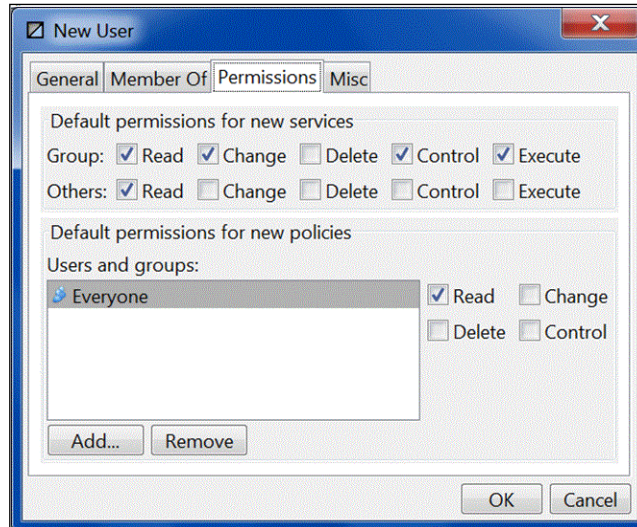 New User
General Member Of Permissions Misc
Default permissions for new services
Group: Read Change Delete Control Execute
Others: Read Change Delete Control Execute
Default permissions for new policies
Users and groups:
Everyone
Read Change
Delete Control
Add... Remove
OK Cancel